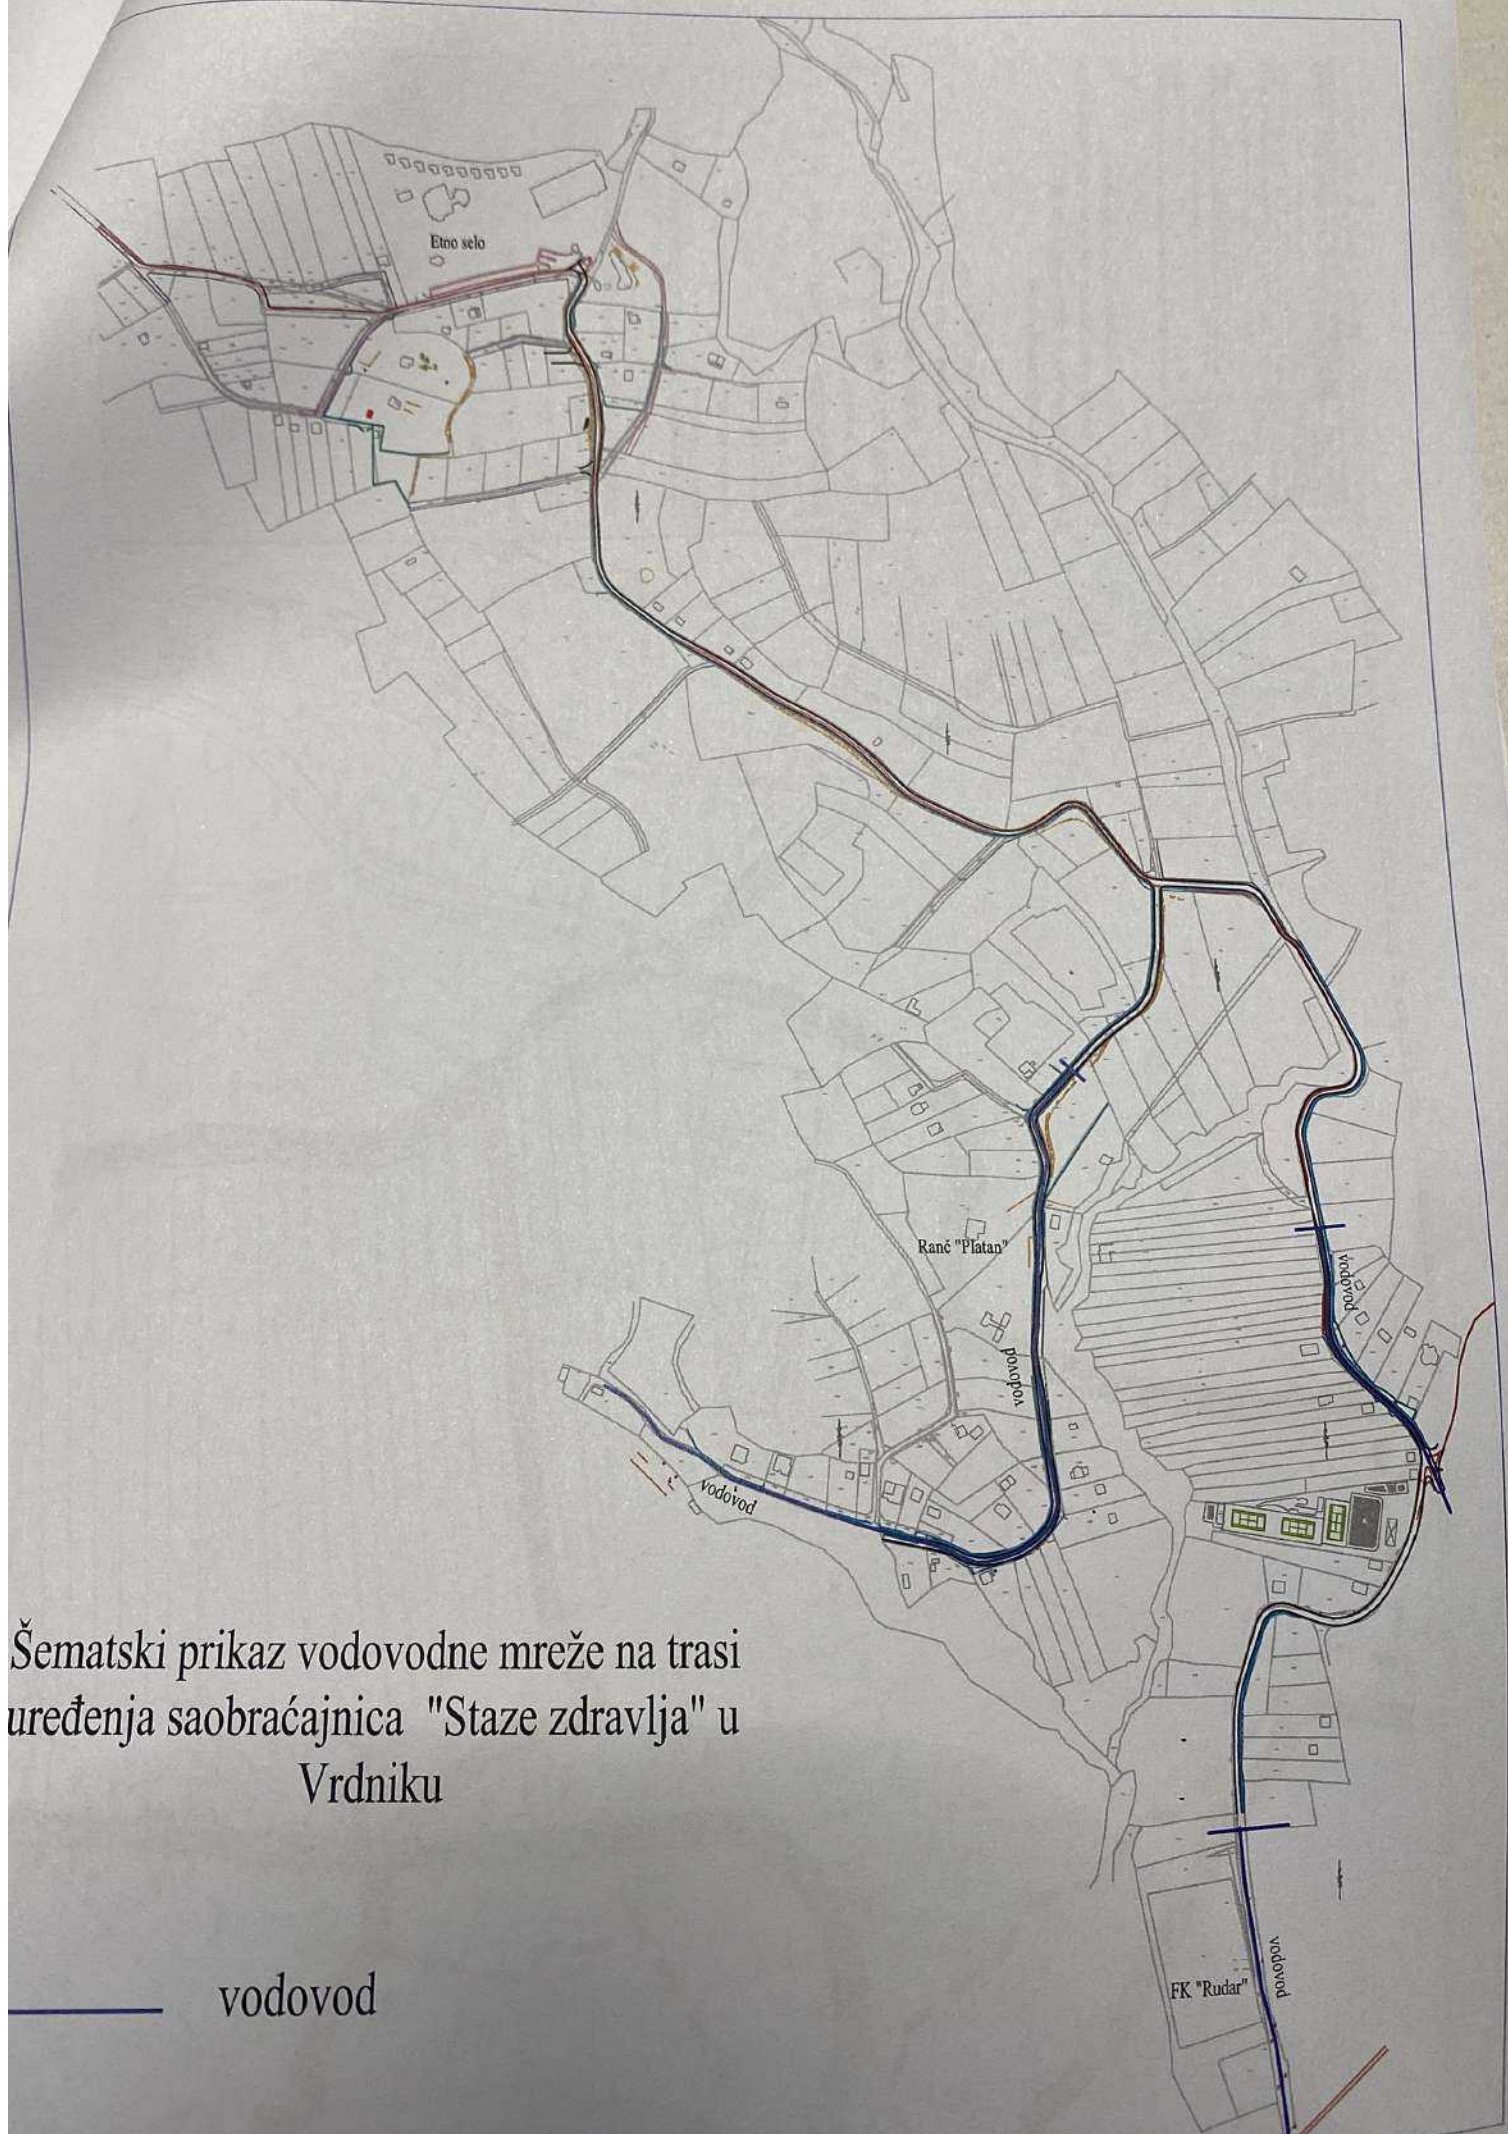 Etno selo
Ranč "Platan"
vodovod
vodovod
vodovod
Šematski prikaz vodovodne mreže na trasi
uređenja saobraćajnica "Staze zdravlja" u
Vrdniku
vodovod
FK "Rudar"
vodovod